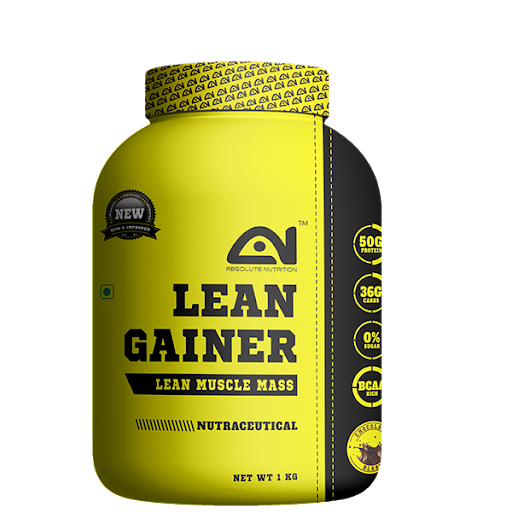 NEW
NEW & IMPROVED
TM
ABSOLUTE NUTRITION
LEAN
GAINER
LEAN MUSCLE MASS
NUTRACEUTICAL
NET WT 1 KG
50G
PROTEIN
36G
CARBS
0%
SUGAR
BCAA
RICH